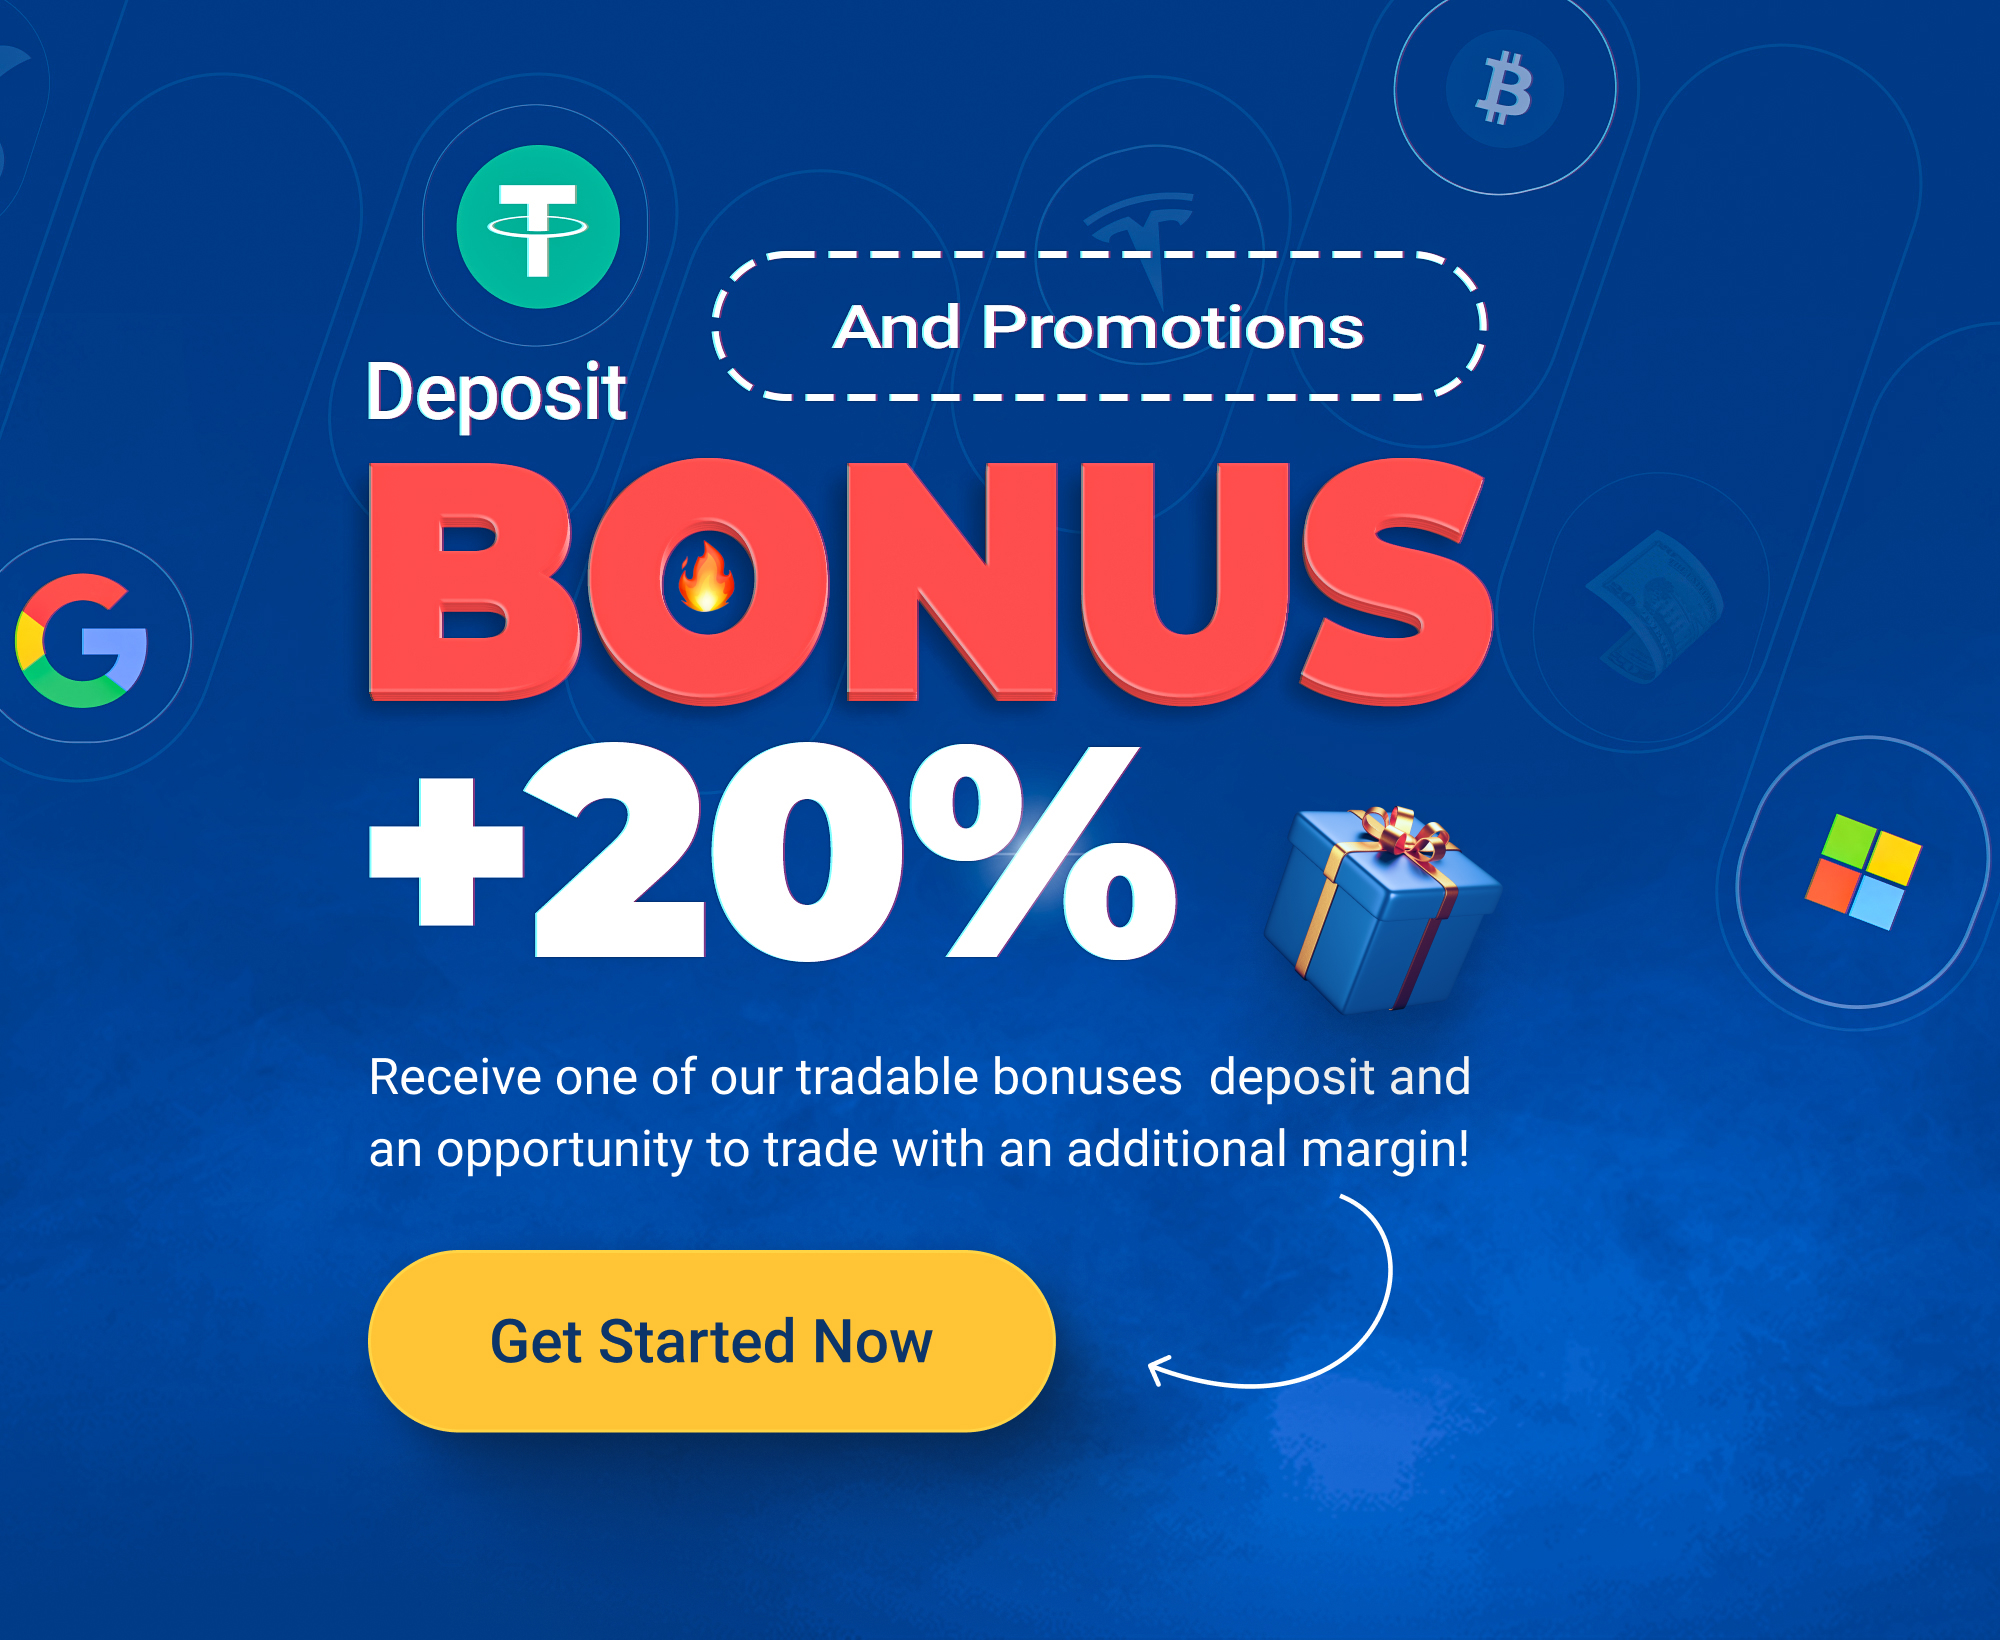 And Promotions
Deposit
BONUS
+20%
Receive one of our tradable bonuses  deposit and
an opportunity to trade with an additional margin!
Get Started Now